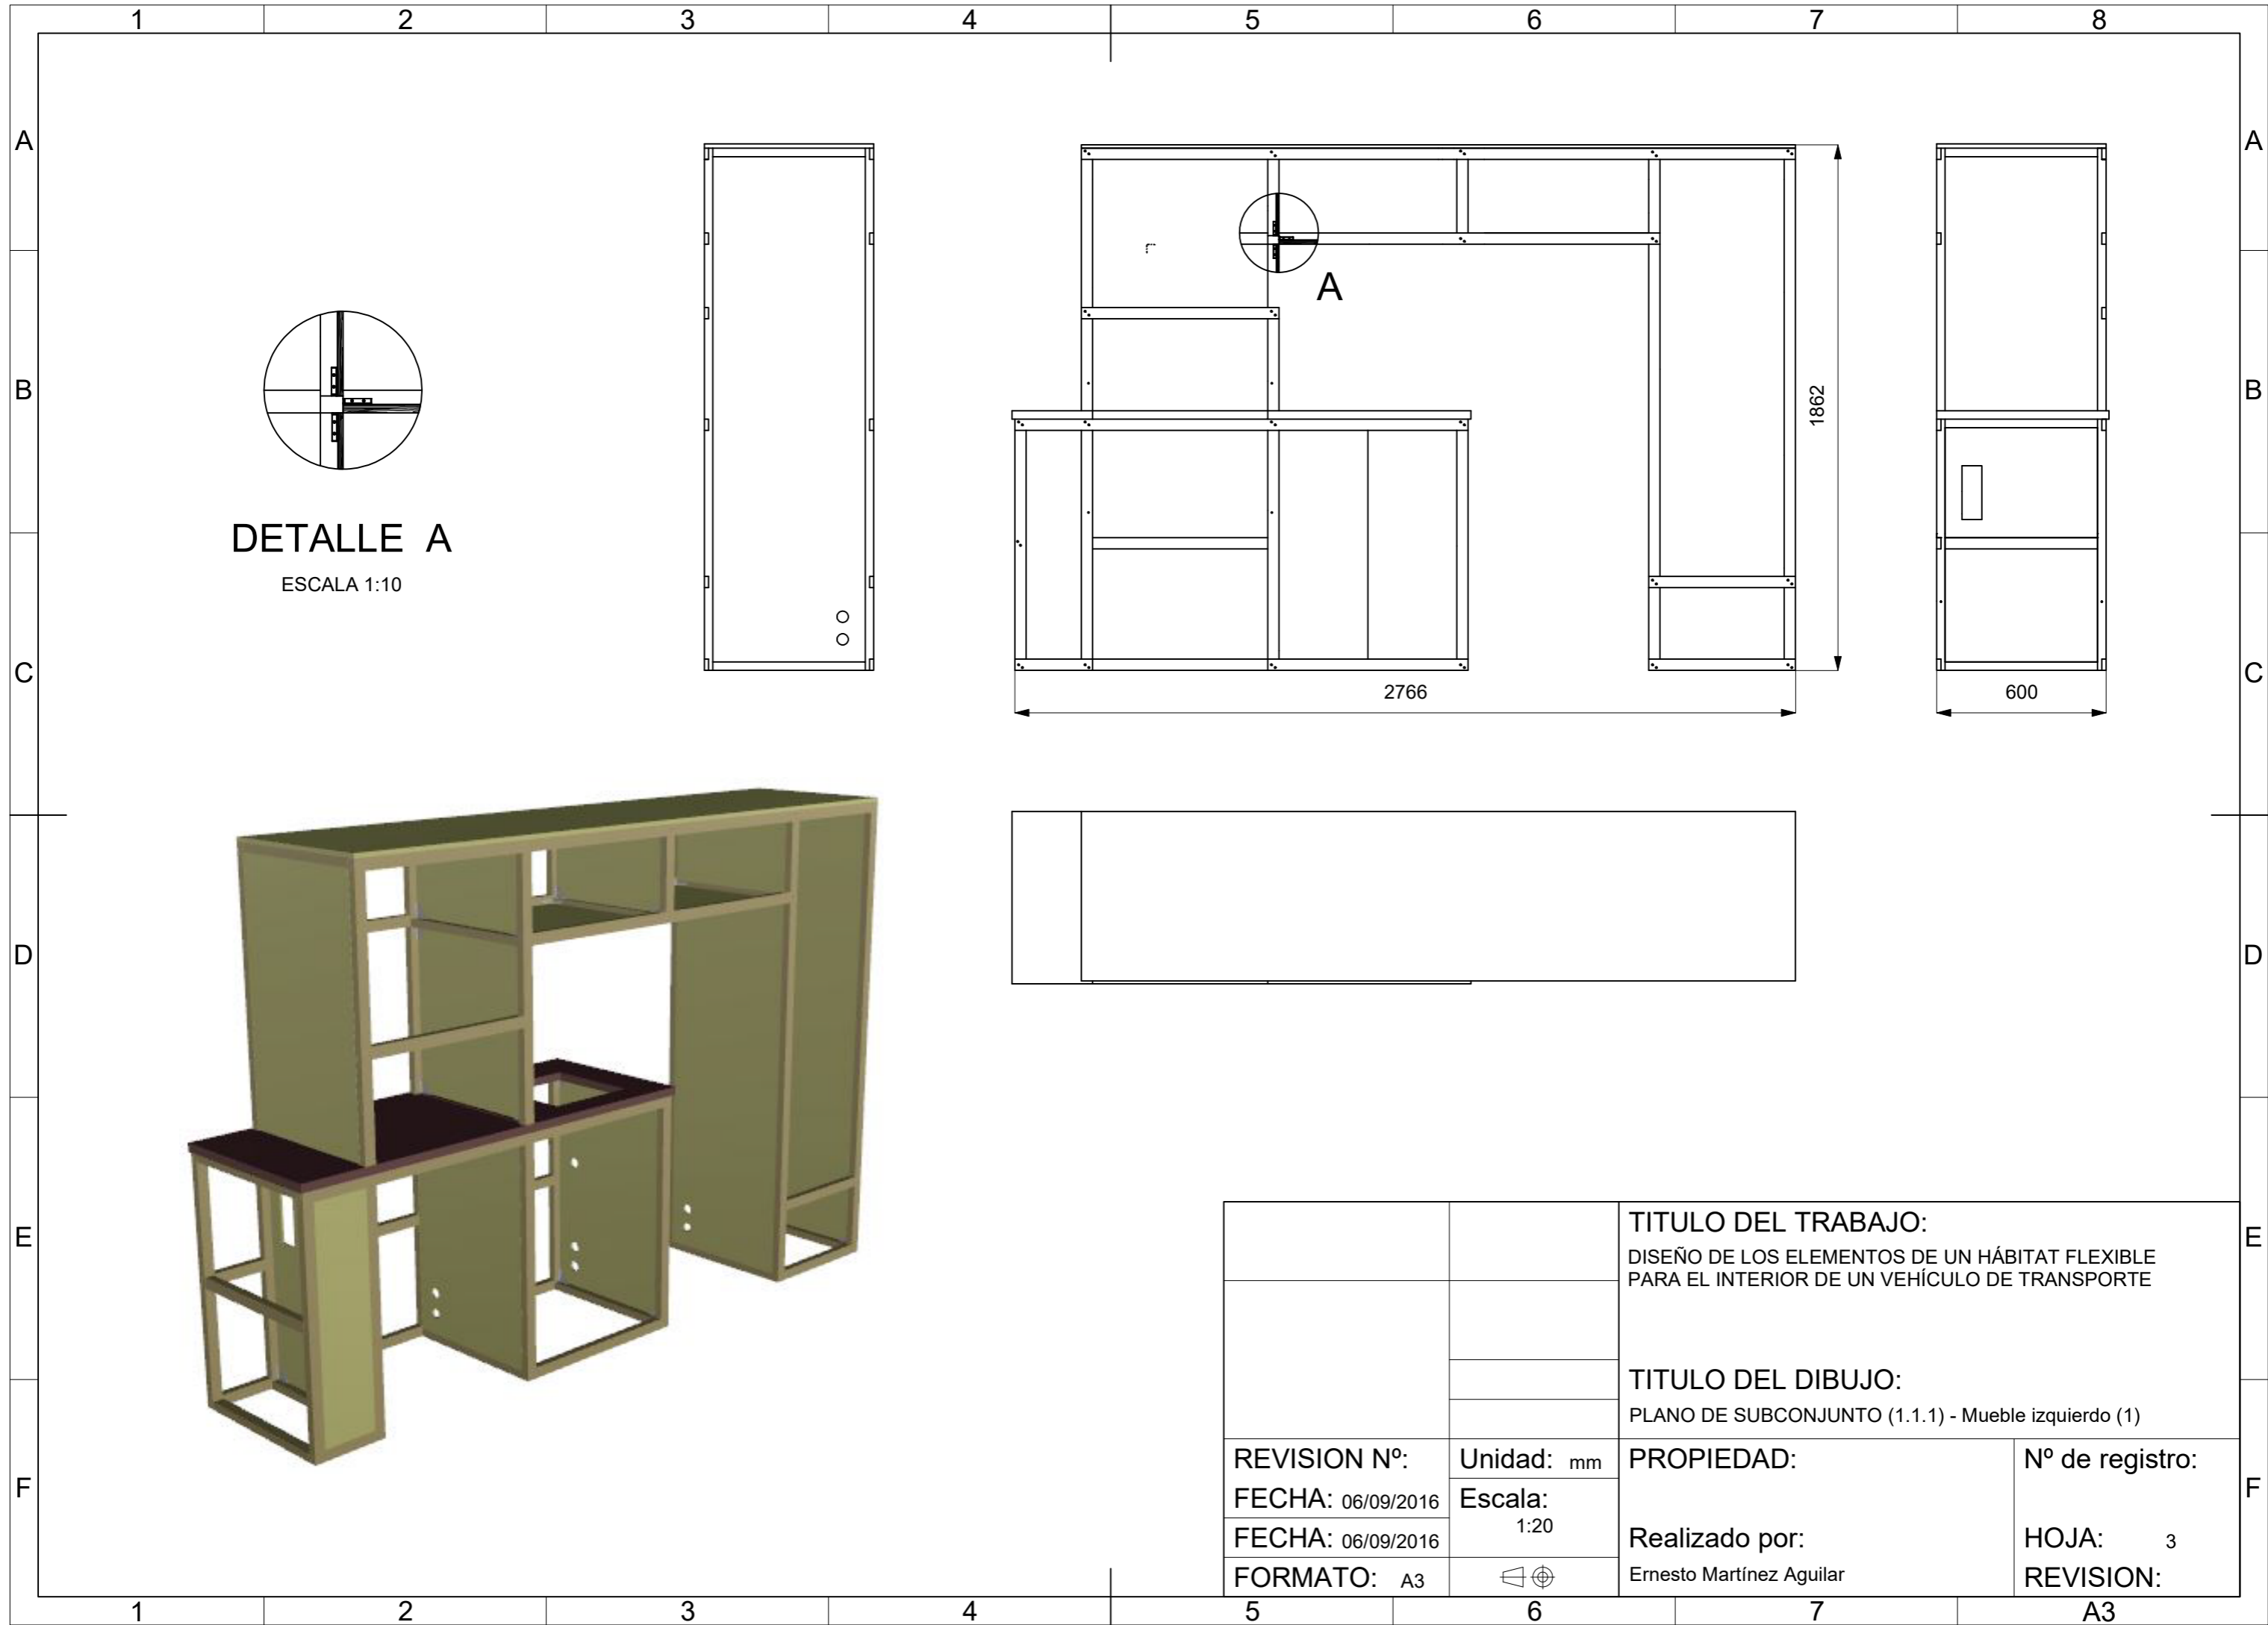 1 2 3 4 5 6 7 8
A A
B B
C C
D D
E E
F F
A
1862
2766
600
DETALLE A
ESCALA 1:10
TITULO DEL TRABAJO:
DISEÑO DE LOS ELEMENTOS DE UN HÁBITAT FLEXIBLE
PARA EL INTERIOR DE UN VEHÍCULO DE TRANSPORTE
TITULO DEL DIBUJO:
PLANO DE SUBCONJUNTO (1.1.1) - Mueble izquierdo (1)
REVISION Nº:
Unidad: mm
PROPIEDAD:
Nº de registro:
FECHA: 06/09/2016
Escala:
1:20
FECHA: 06/09/2016
Realizado por:
HOJA: 3
FORMATO: A3
Ernesto Martínez Aguilar
REVISION:
1 2 3 4 5 6 7 A3